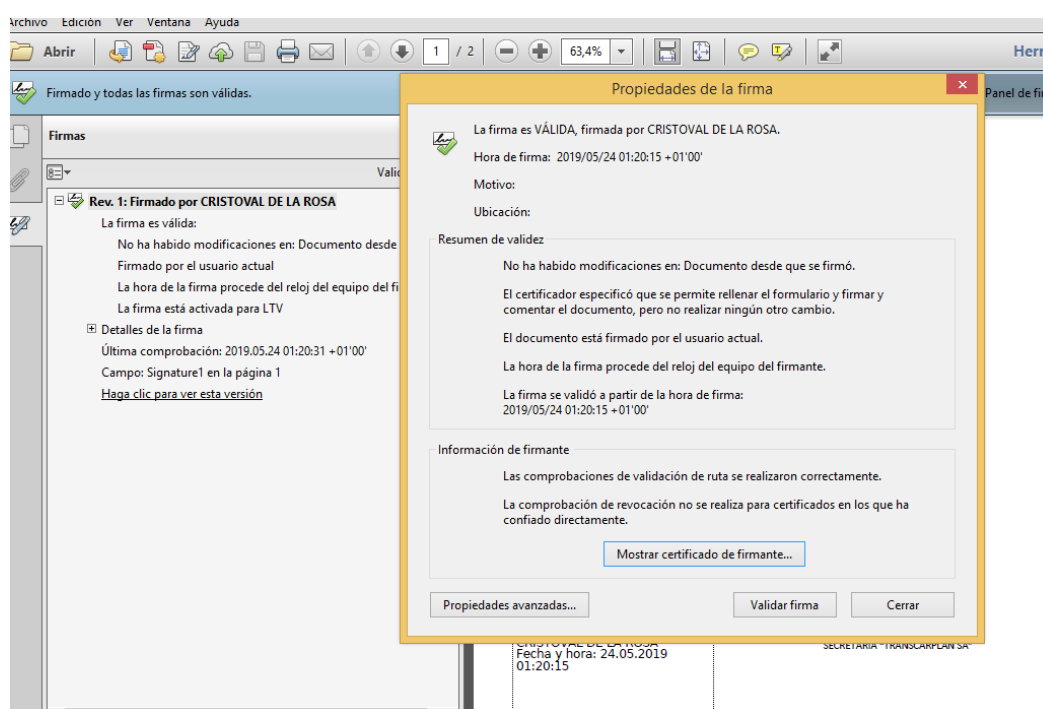 Archivo Edición Ver Ventana Ayuda
Abrir 1 / 2 63,4%
Firmado y todas las firmas son válidas.
Firmas
Rev. 1: Firmado por CRISTOVAL DE LA ROSA
La firma es válida:
No ha habido modificaciones en: Documento desde
Firmado por el usuario actual
La hora de la firma procede del reloj del equipo del fi
La firma está activada para LTV
Detalles de la firma
Última comprobación: 2019.05.24 01:20:31 +01'00'
Campo: Signature1 en la página 1
Haga clic para ver esta versión
Propiedades de la firma
La firma es VÁLIDA, firmada por CRISTOVAL DE LA ROSA.
Hora de firma: 2019/05/24 01:20:15 +01'00'
Motivo:
Ubicación:
Resumen de validez
No ha habido modificaciones en: Documento desde que se firmó.
El certificador especificó que se permite rellenar el formulario y firmar y
comentar el documento, pero no realizar ningún otro cambio.
El documento está firmado por el usuario actual.
La hora de la firma procede del reloj del equipo del firmante.
La firma se validó a partir de la hora de firma:
2019/05/24 01:20:15 +01'00'
Información de firmante
Las comprobaciones de validación de ruta se realizaron correctamente.
La comprobación de revocación no se realiza para certificados en los que ha
confiado directamente.
Mostrar certificado de firmante...
Propiedades avanzadas... Validar firma Cerrar
Panel de fi
CRISTOVAL DE LA ROSA
Fecha y hora: 24.05.2019
01:20:15
SECRETARIA "TRANSCARPLAN SA"